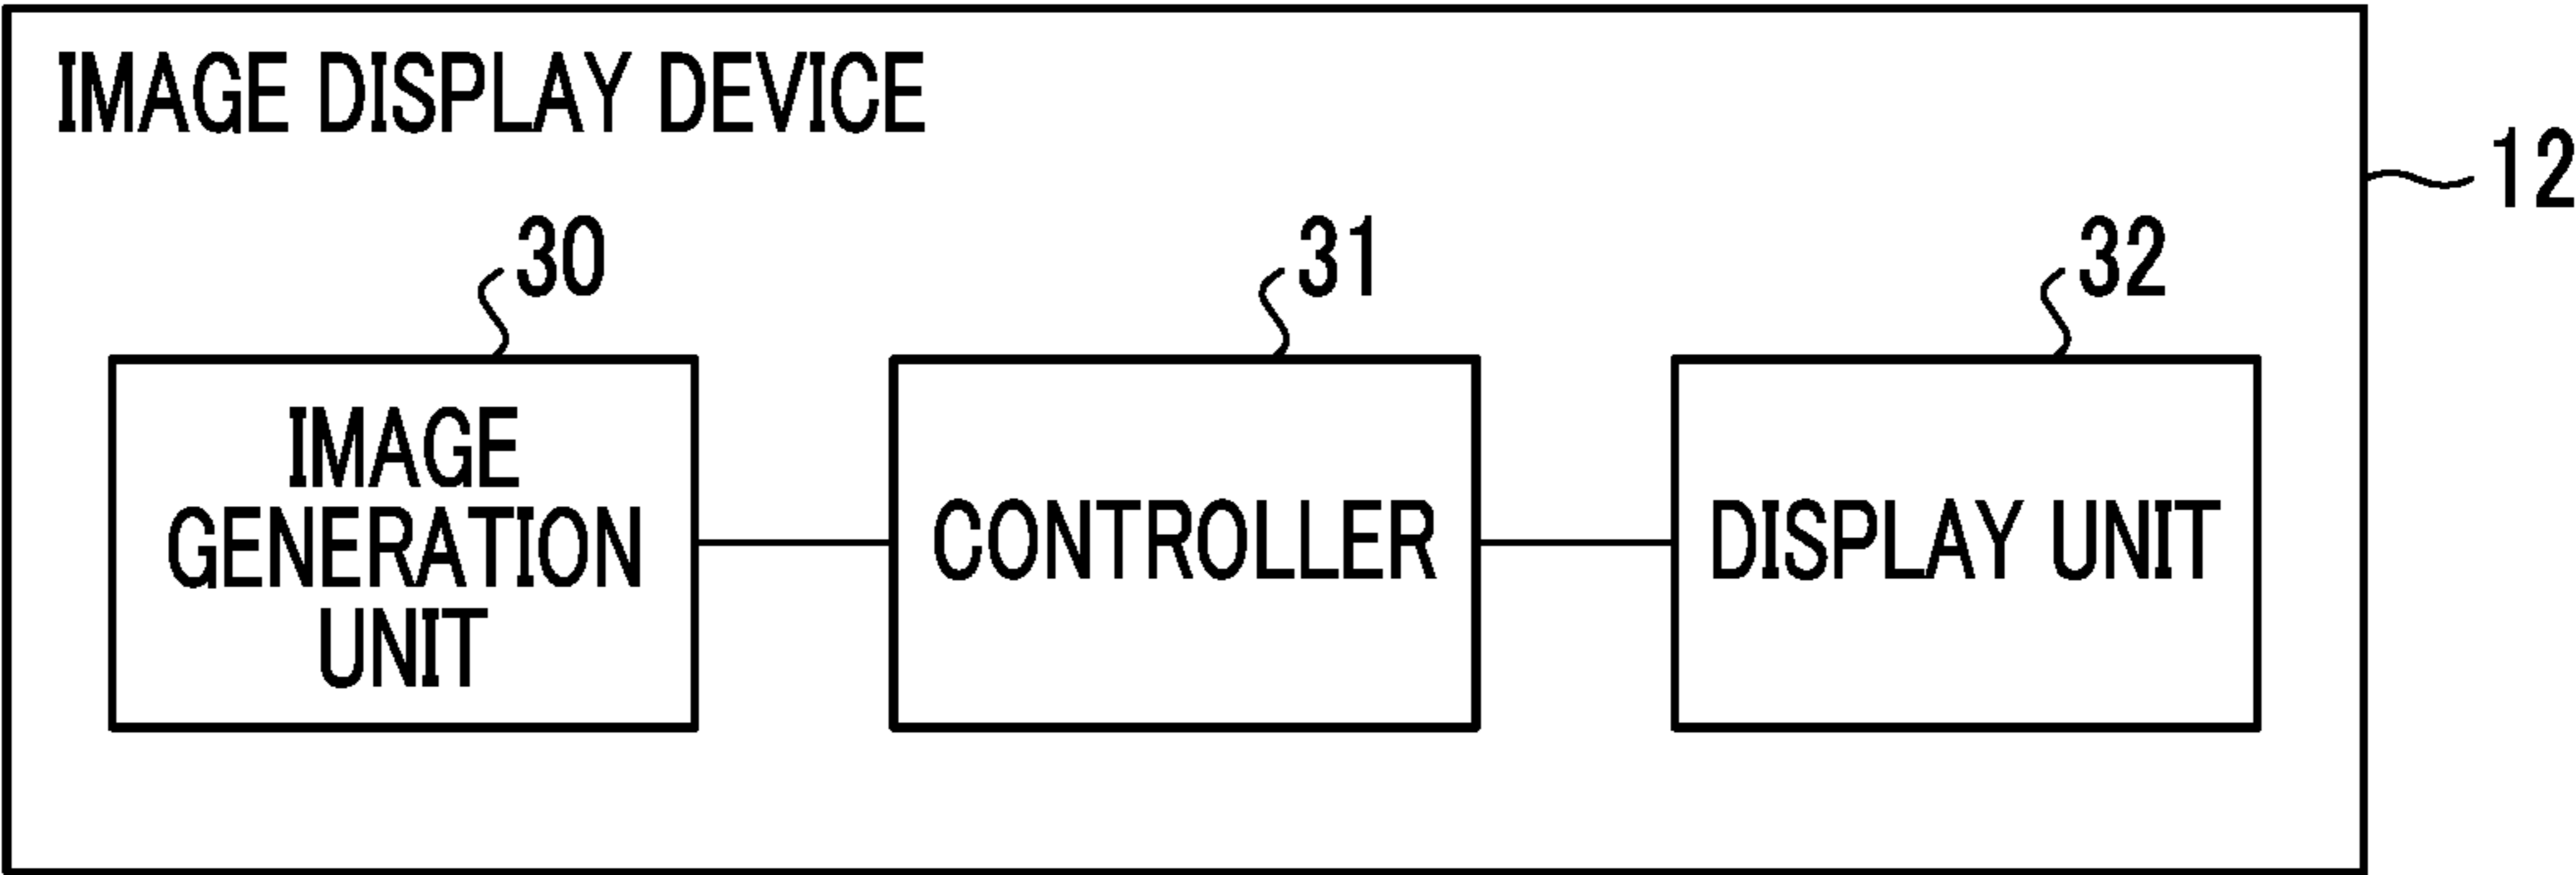 IMAGE DISPLAY DEVICE
12
30
31
32
IMAGE
GENERATION
UNIT
CONTROLLER
DISPLAY UNIT